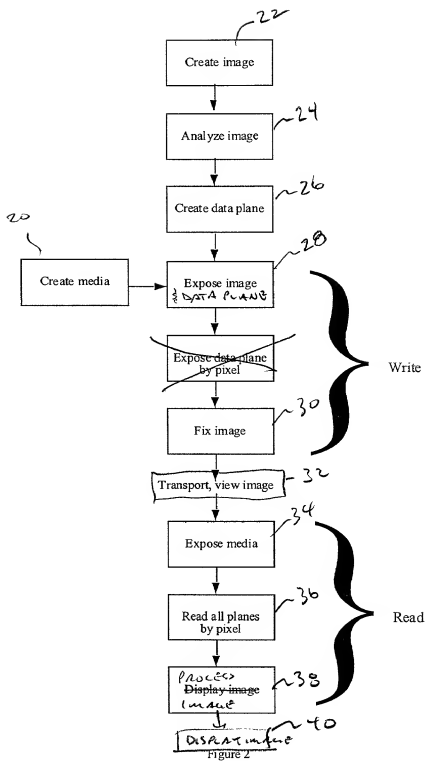 22
Create image
24
Analyze image
26
Create data plane
20
28
Create media
Expose image
& DATA PLANE
Expose data plane
by pixel
Write
30
Fix image
32
Transport, view image
34
Expose media
36
Read all planes
by pixel
Read
PROCESS
38
Display image
IMAGE
40
DISPLAY IMAGE
Figure 2